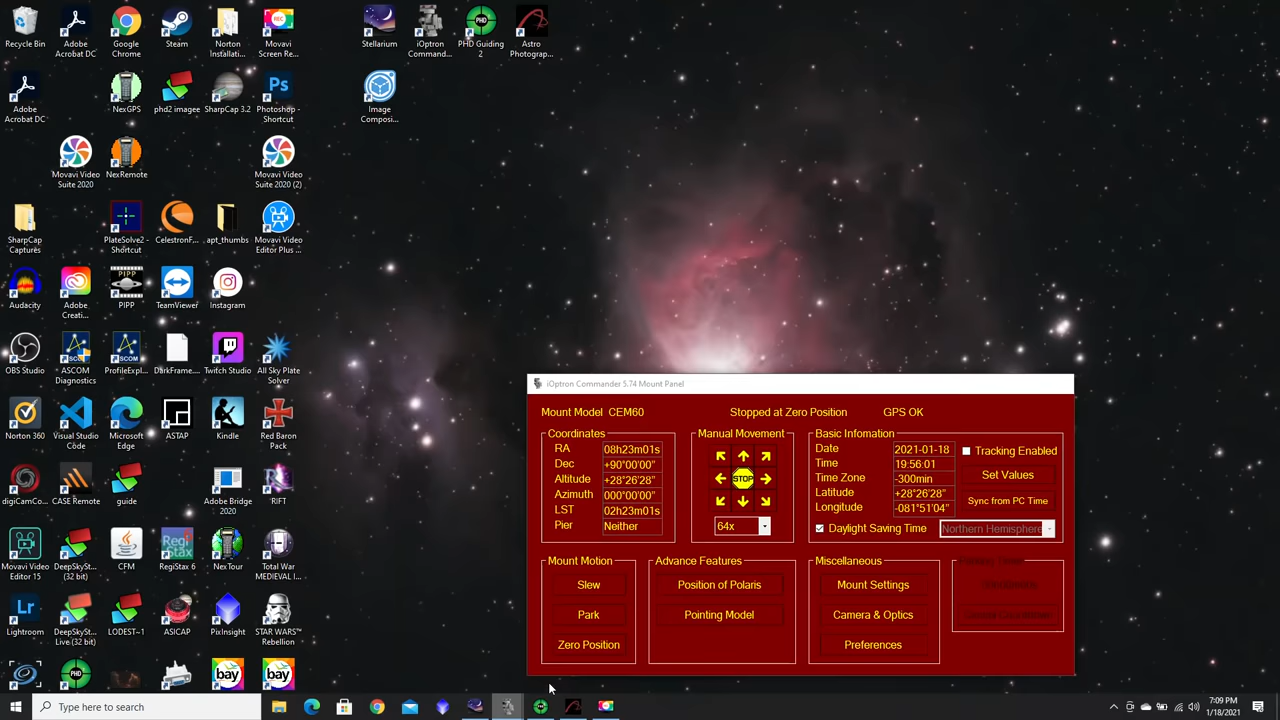 Recycle Bin
Adobe Acrobat DC
Google Chrome
Steam
Norton Installa...
Movavi Screen Re...
Stellarium
iOptron Comman...
PHD Guiding 2
Astro Photograp...
Acrobat DC
NexGPS
phd2 imagee
SharpCap 3.2
Photoshop - Shortcut
Image Composi...
Movavi Video Suite 2020
NexRemote
Movavi Video Suite 2020 (2)
SharpCap Captures
PlateSolve2 - Shortcut
CelestronF...
apt_thumbs
Movavi Video Editor Plus ...
Audacity
Adobe Creati...
PIPP
TeamViewer
Instagram
OBS Studio
ASCOM Diagnostics
ProfileExpl...
DarkFrame...
Twitch Studio
All Sky Plate Solver
Norton 360
Visual Studio
Microsoft
ASTAP
Kindle
Red Baron Pack
CASE Remote
Adobe Bridge 2020
'RIFT'
Movavi Video Editor 15
DeepSkySt... (32 bit)
CFM
RegiStax 6
NexTour
Total War MEDIEVAL I...
Lightroom
DeepSkySt... Live (32 bit)
LODEST~1
ASICAP
PixInsight
STAR WARS™ Rebellion
iOptron Commander 5.74 Mount Panel
Mount Model CEM60
Stopped at Zero Position
GPS OK
Coordinates
RA 08h23m01s
Dec +90°00'00"
Altitude +28°26'28"
Azimuth 000°00'00"
LST 02h23m01s
Pier Neither
Manual Movement
STOP
64x
Basic Infomation
Date 2021-01-18
Time 19:56:01
Time Zone -300min
Latitude +28°26'28"
Longitude -081°51'04"
Tracking Enabled
Set Values
Sync from PC Time
Daylight Saving Time
Northern Hemisphere
Mount Motion
Slew
Park
Zero Position
Advance Features
Position of Polaris
Pointing Model
Miscellaneous
Mount Settings
Camera & Optics
Preferences
Type here to search
7:09 PM
1/18/2021